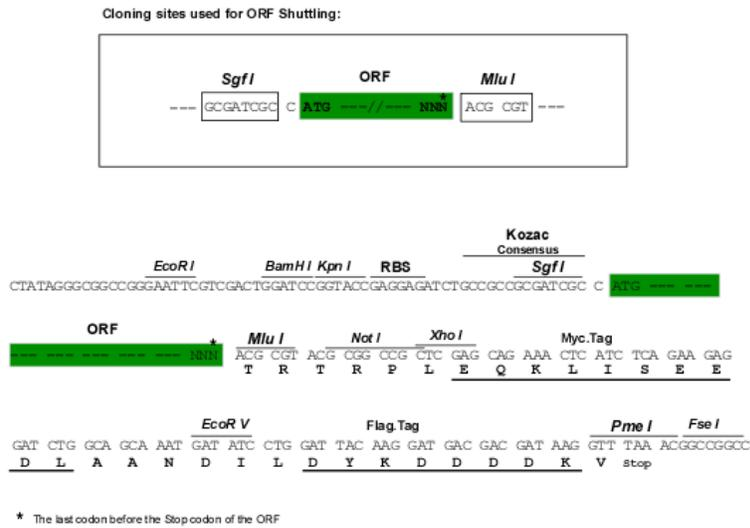 Cloning sites used for ORF Shuttling:
Sgf I ORF Mlu I
--- GCGATCGC C ATG ---//--- NNN* ACG CGT ---
Kozac
Consensus
EcoR I BamH I Kpn I RBS Sgf I
CTATAGGGCGGCCGGGAATTCGTCGACTGGATCCGGTACCGAGGAGATCTGCCGCCGCGATCGC C ATG --- ---
ORF Mlu I Not I Xho I Myc.Tag
--- --- --- --- --- NNN* ACG CGT ACG CGG CCG CTC GAG CAG AAA CTC ATC TCA GAA GAG
T R T R P L E Q K L I S E E
EcoR V Flag.Tag Pme I Fse I
GAT CTG GCA GCA AAT GAT ATC CTG GAT TAC AAG GAT GAC GAC GAT AAG GTT TAA ACGGCCGGCC
D L A A N D I L D Y K D D D D K V Stop
* The last codon before the Stop codon of the ORF